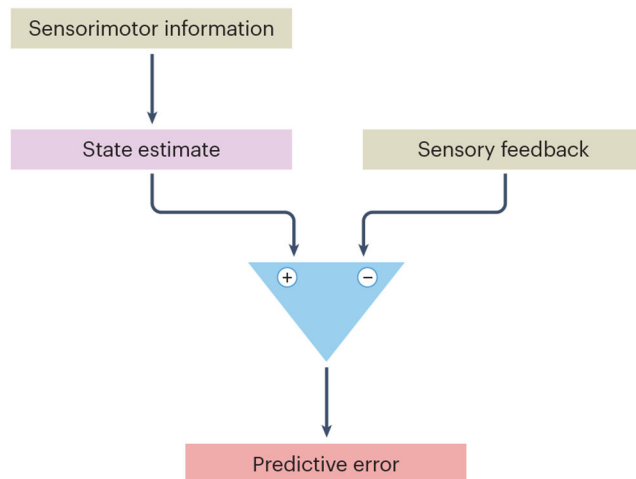 Sensorimotor information
State estimate
Sensory feedback
+
−
Predictive error